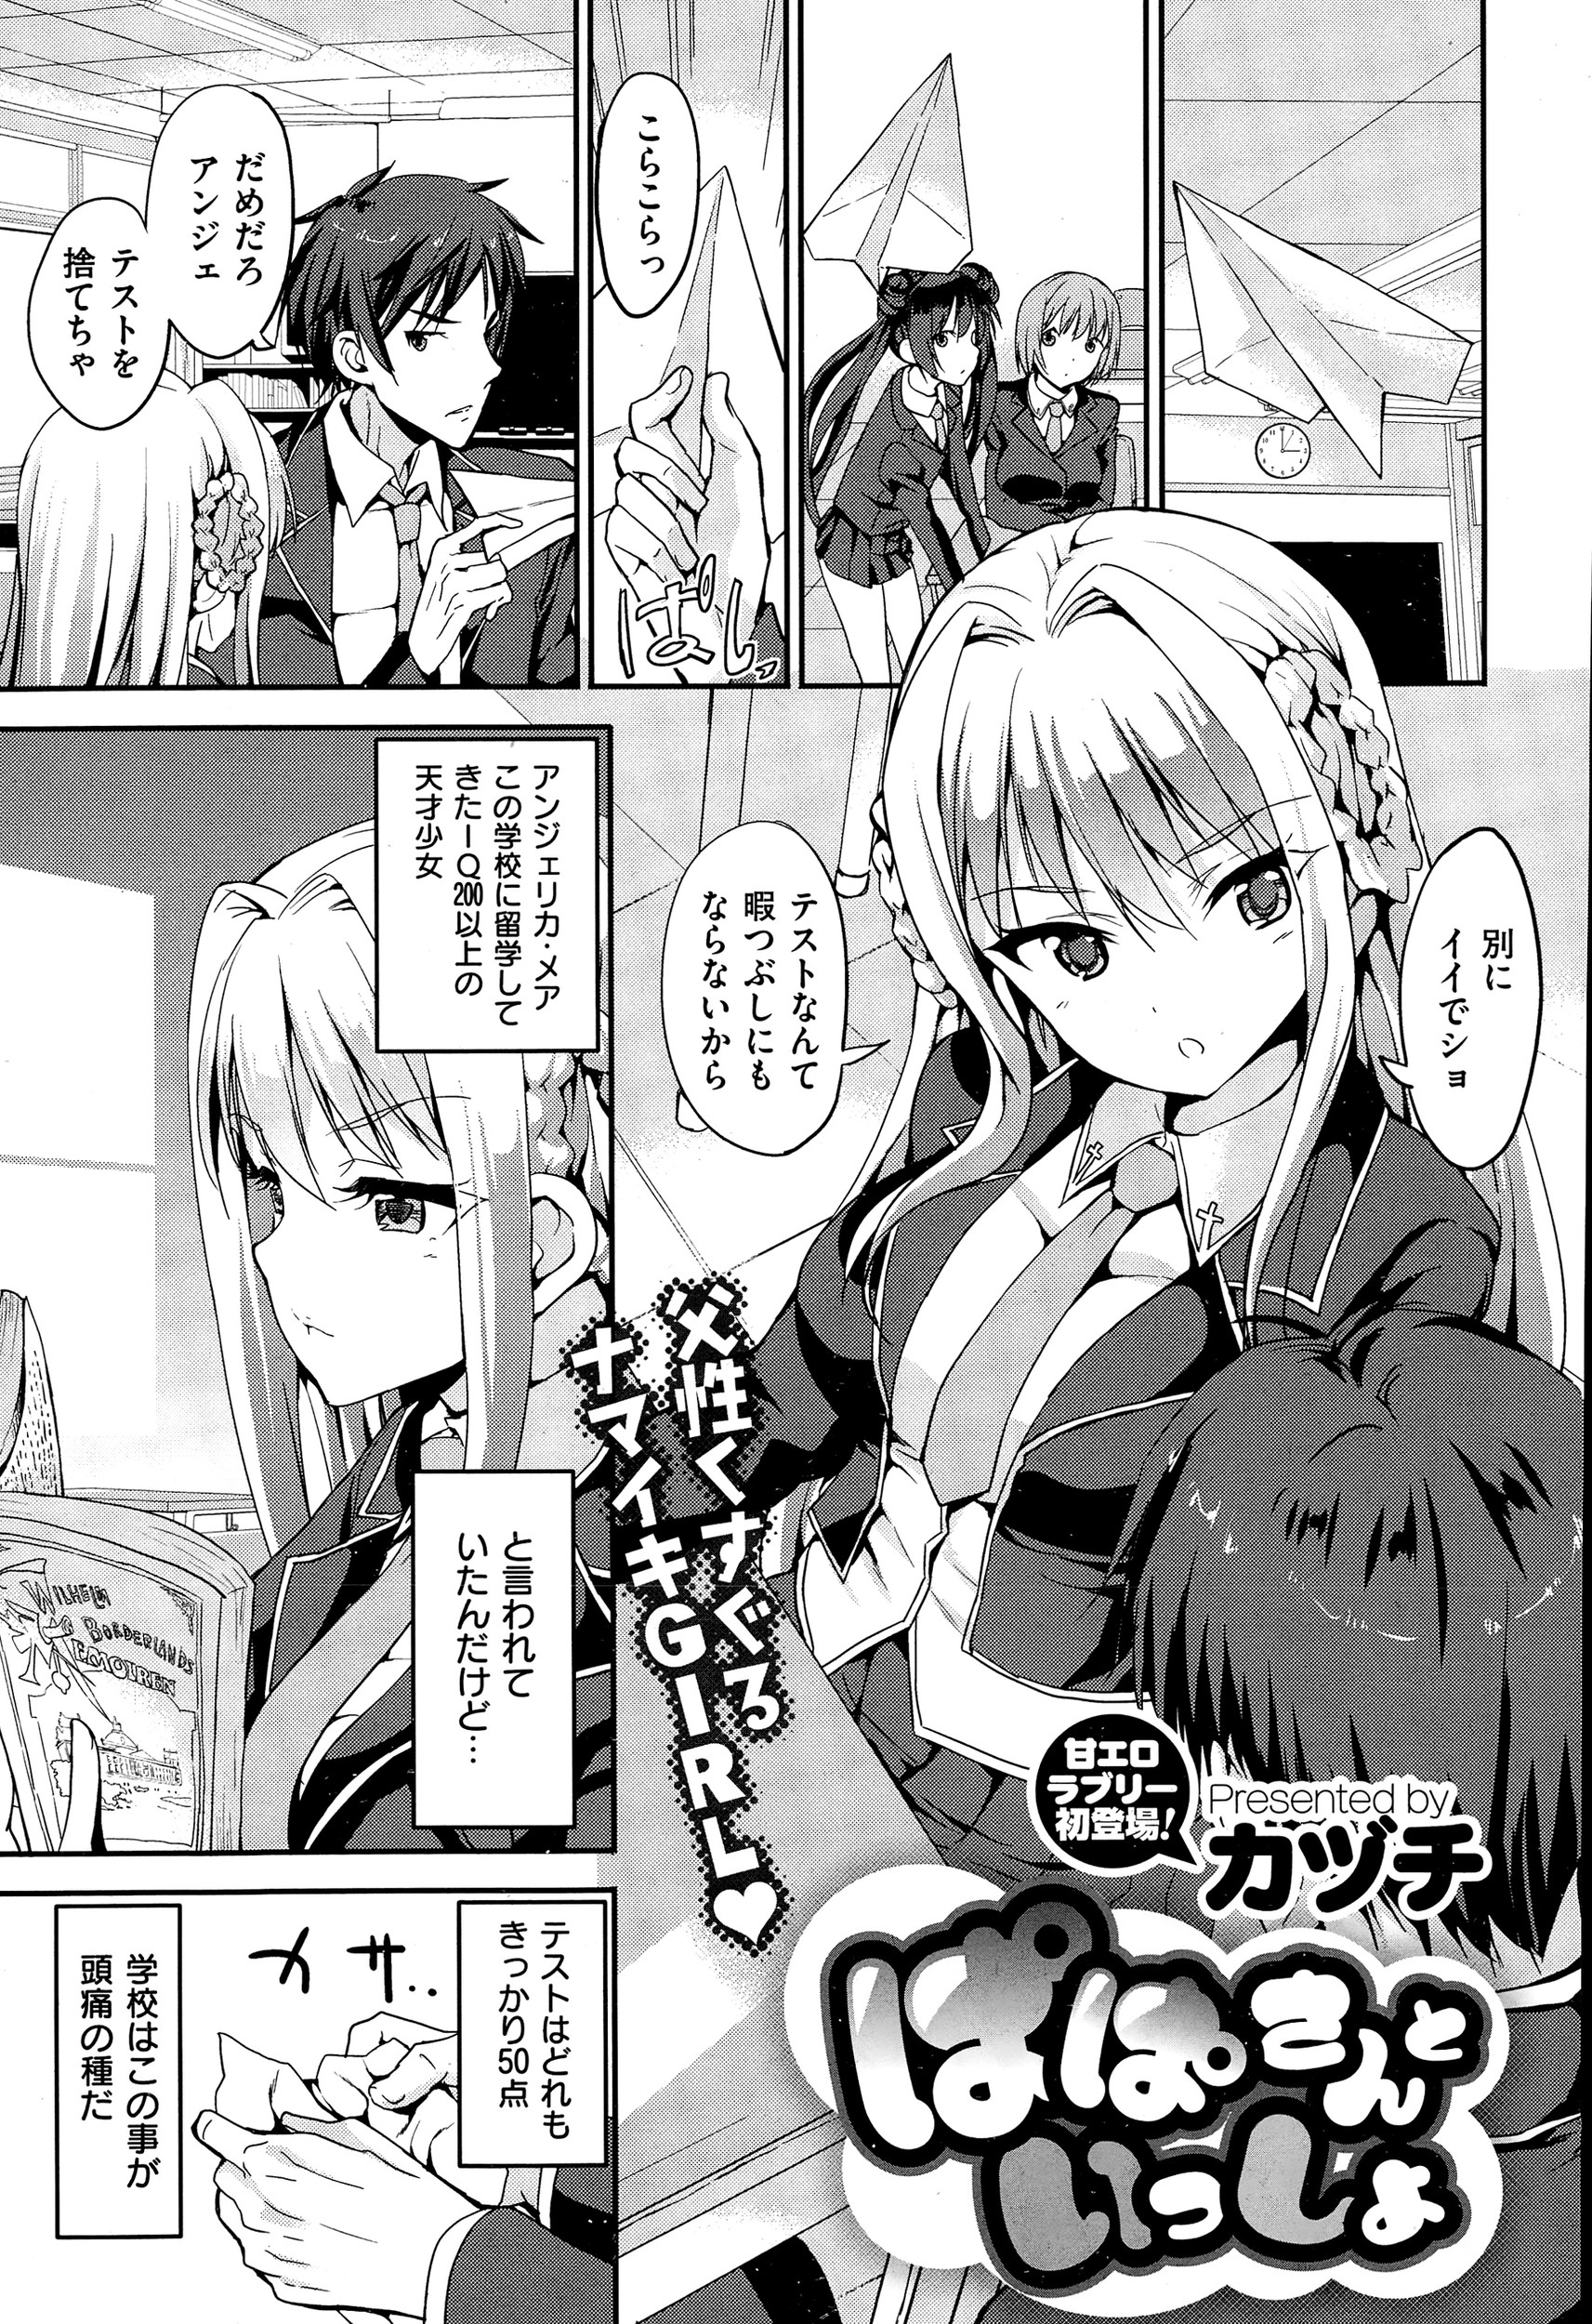 こらこらっ
ぱしっ
だめだろ
アンジェ
テストを
捨てちゃ
別に
イイでショ
テストなんて
暇つぶしにも
ならないから
アンジェリカ・メア
この学校に留学して
きたIQ200以上の
天才少女
と言われて
いたんだけど…
WILHELM
BORDERLANDS
MEMOIREN
父性くすぐる
ナマイキGIRL♥
甘エロ
ラブリー
初登場!
Presented by
カヅチ
ぱぱさんと
いっしょ
テストはどれも
きっかり50点
カサ..
学校はこの事が
頭痛の種だ